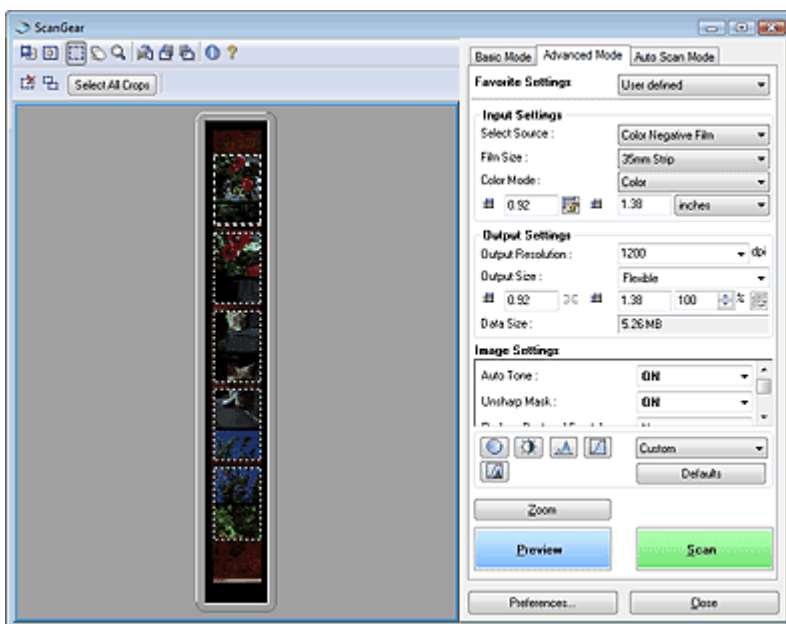 ScanGear
Select All Crops
Basic Mode Advanced Mode Auto Scan Mode
Favorite Settings User defined
Input Settings
Select Source : Color Negative Film
Film Size : 35mm Strip
Color Mode : Color
0.92 1.38 inches
Output Settings
Output Resolution : 1200 dpi
Output Size : Flexible
0.92 1.38 100 %
Data Size : 5.26 MB
Image Settings
Auto Tone : ON
Unsharp Mask : ON
Custom
Defaults
Zoom
Preview Scan
Preferences... Close